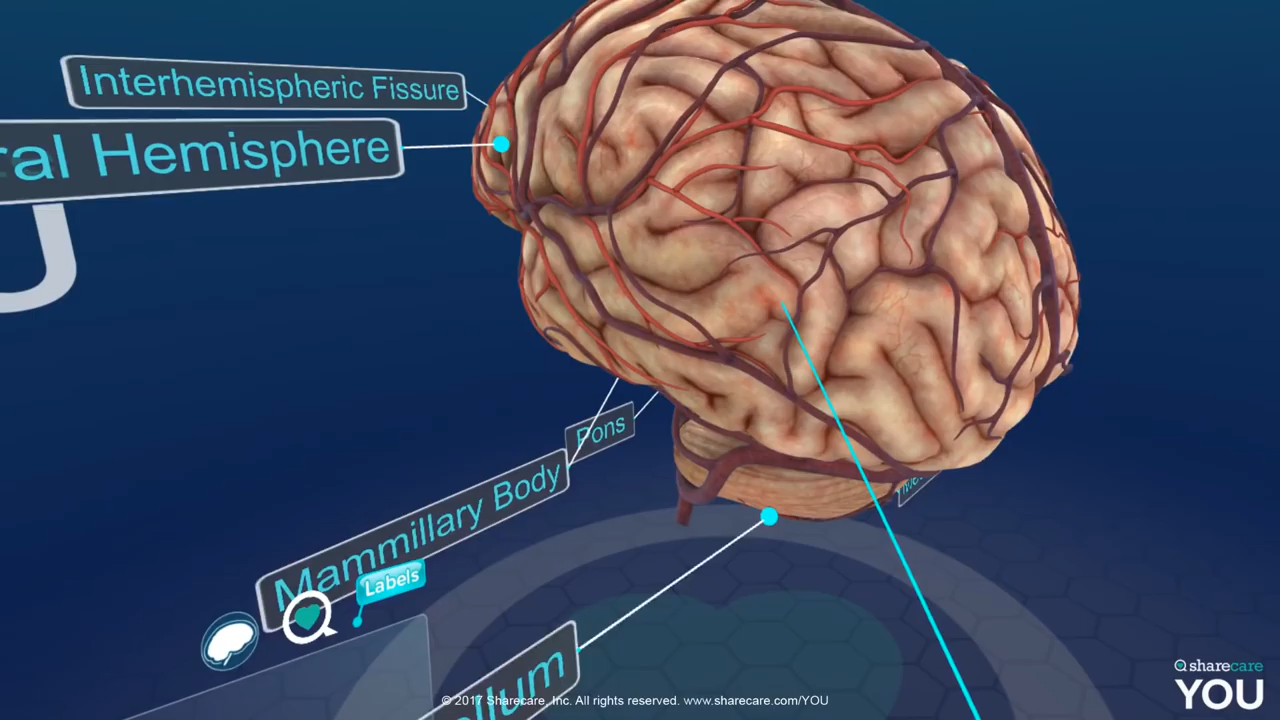 Interhemispheric Fissure
ral Hemisphere
Pons
Mammillary Body
Labels
ellum
© 2017 Sharecare, Inc. All rights reserved. www.sharecare.com/YOU
sharecare
YOU